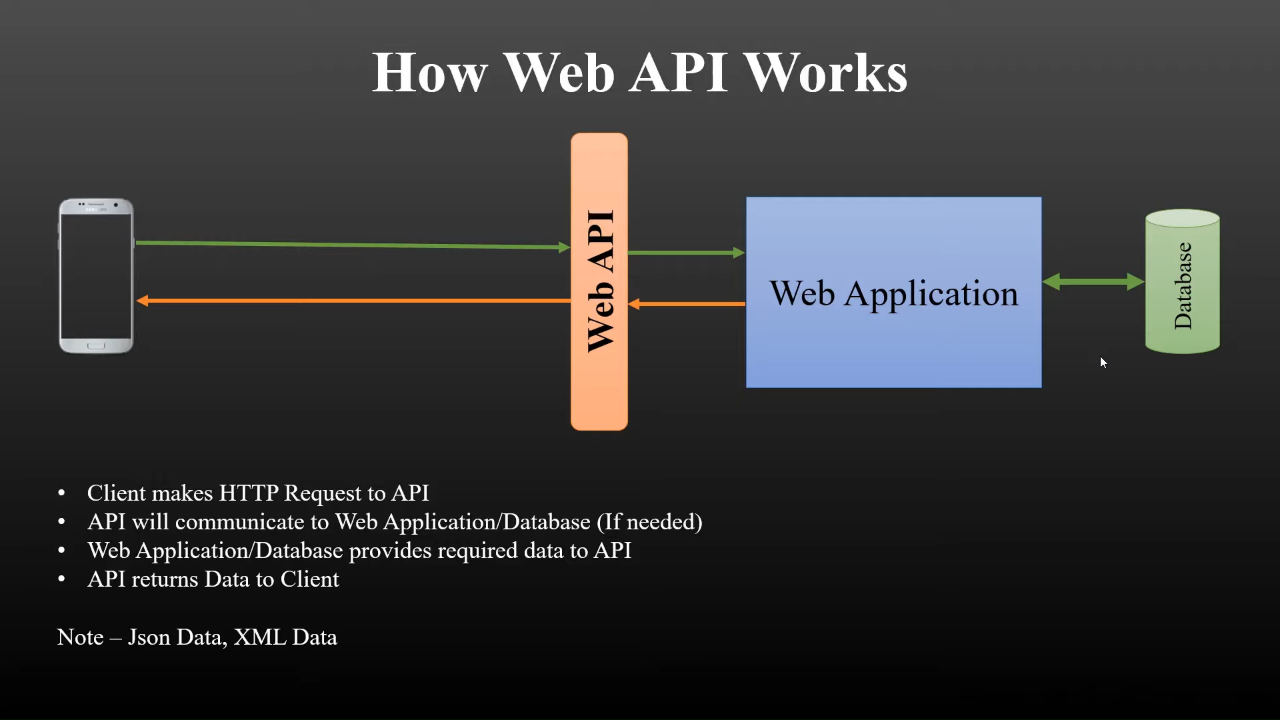 How Web API Works
Web API
Web Application
Database
• Client makes HTTP Request to API
• API will communicate to Web Application/Database (If needed)
• Web Application/Database provides required data to API
• API returns Data to Client
Note – Json Data, XML Data